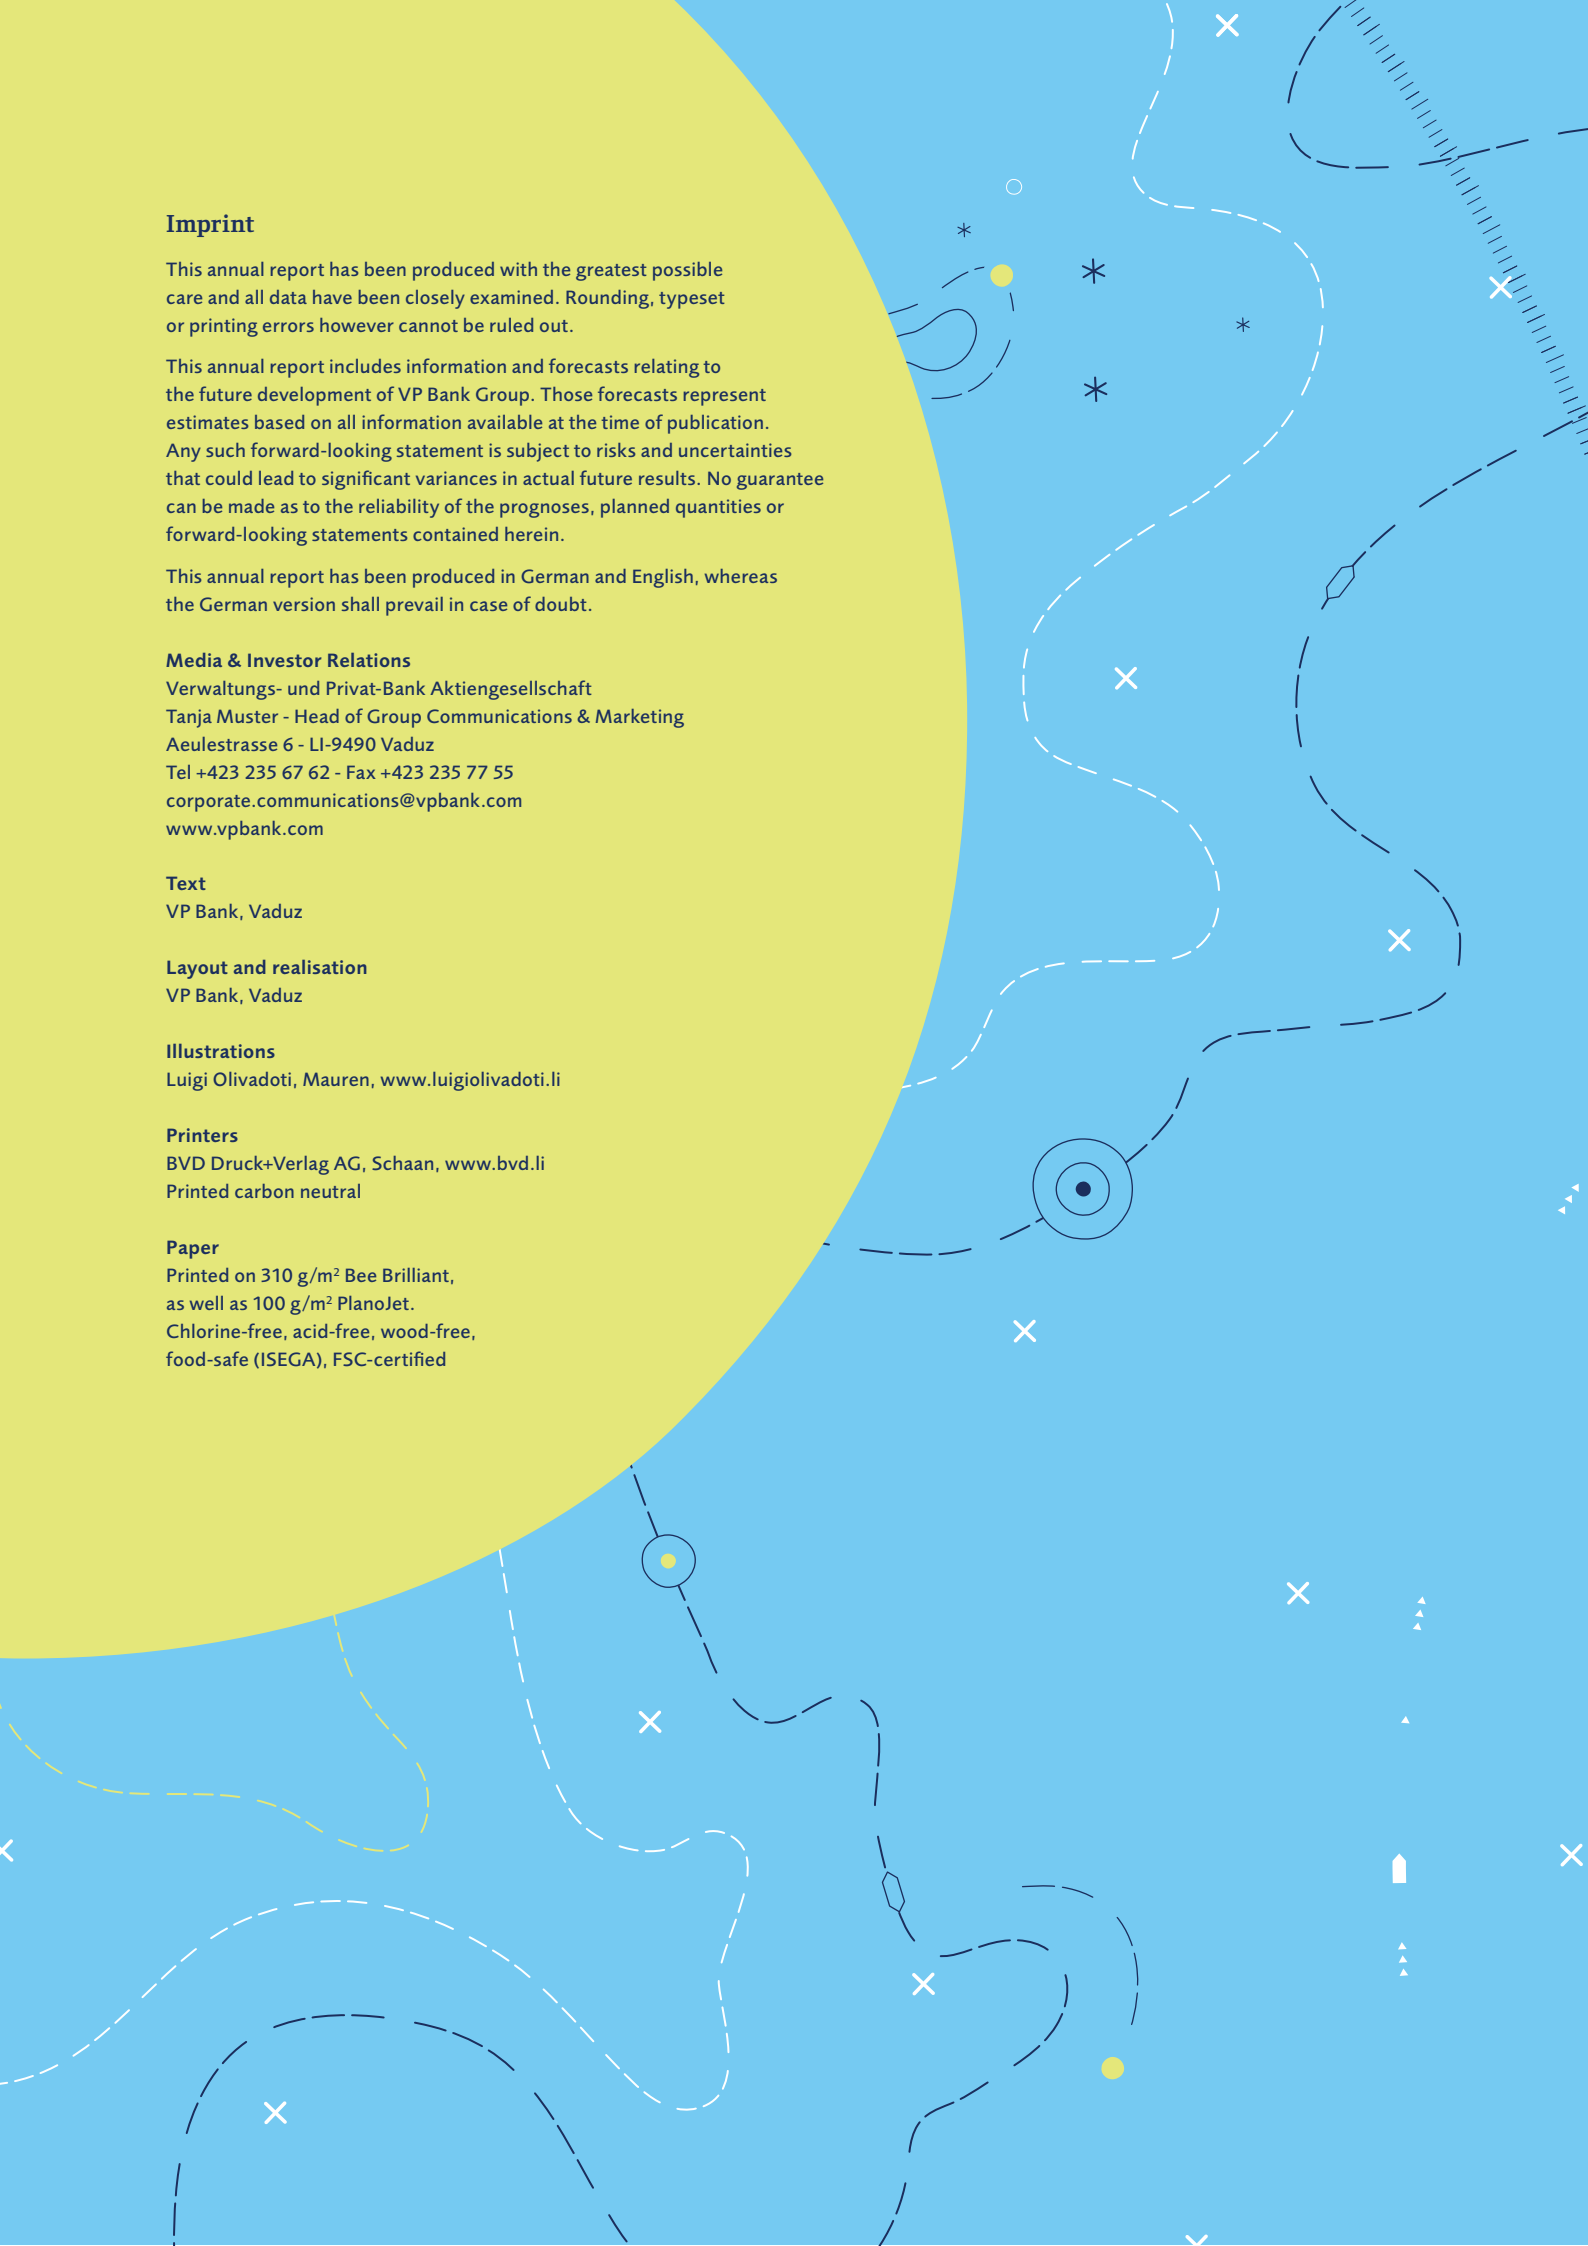 Imprint
This annual report has been produced with the greatest possible
care and all data have been closely examined. Rounding, typeset
or printing errors however cannot be ruled out.
This annual report includes information and forecasts relating to
the future development of VP Bank Group. Those forecasts represent
estimates based on all information available at the time of publication.
Any such forward-looking statement is subject to risks and uncertainties
that could lead to significant variances in actual future results. No guarantee
can be made as to the reliability of the prognoses, planned quantities or
forward-looking statements contained herein.
This annual report has been produced in German and English, whereas
the German version shall prevail in case of doubt.
Media & Investor Relations
Verwaltungs- und Privat-Bank Aktiengesellschaft
Tanja Muster - Head of Group Communications & Marketing
Aeulestrasse 6 - LI-9490 Vaduz
Tel +423 235 67 62 - Fax +423 235 77 55
corporate.communications@vpbank.com
www.vpbank.com
Text
VP Bank, Vaduz
Layout and realisation
VP Bank, Vaduz
Illustrations
Luigi Olivadoti, Mauren, www.luigiolivadoti.li
Printers
BVD Druck+Verlag AG, Schaan, www.bvd.li
Printed carbon neutral
Paper
Printed on 310 g/m² Bee Brilliant,
as well as 100 g/m² PlanoJet.
Chlorine-free, acid-free, wood-free,
food-safe (ISEGA), FSC-certified